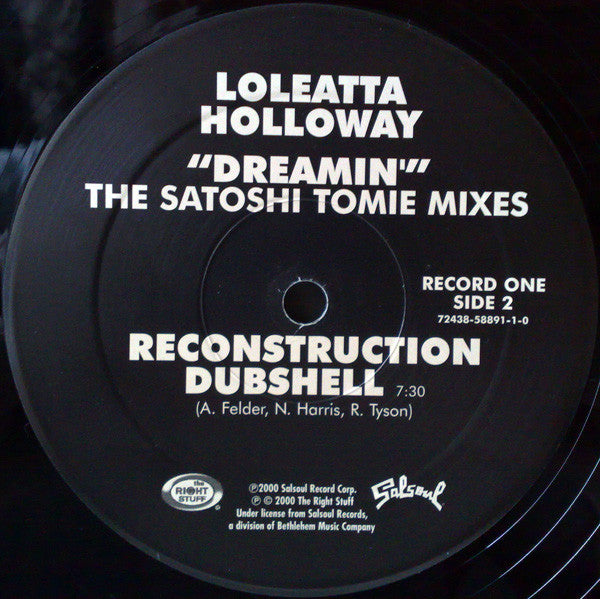 LOLEATTA
HOLLOWAY
"DREAMIN'"
THE SATOSHI TOMIE MIXES
RECORD ONE
SIDE 2
72438-58891-1-0
RECONSTRUCTION
DUBSHELL 7:30
(A. Felder, N. Harris, R. Tyson)
the
RIGHT
STUFF
®
℗2000 Salsoul Record Corp.
℗ © 2000 The Right Stuff
Under license from Salsoul Records,
a division of Bethlehem Music Company
Salsoul